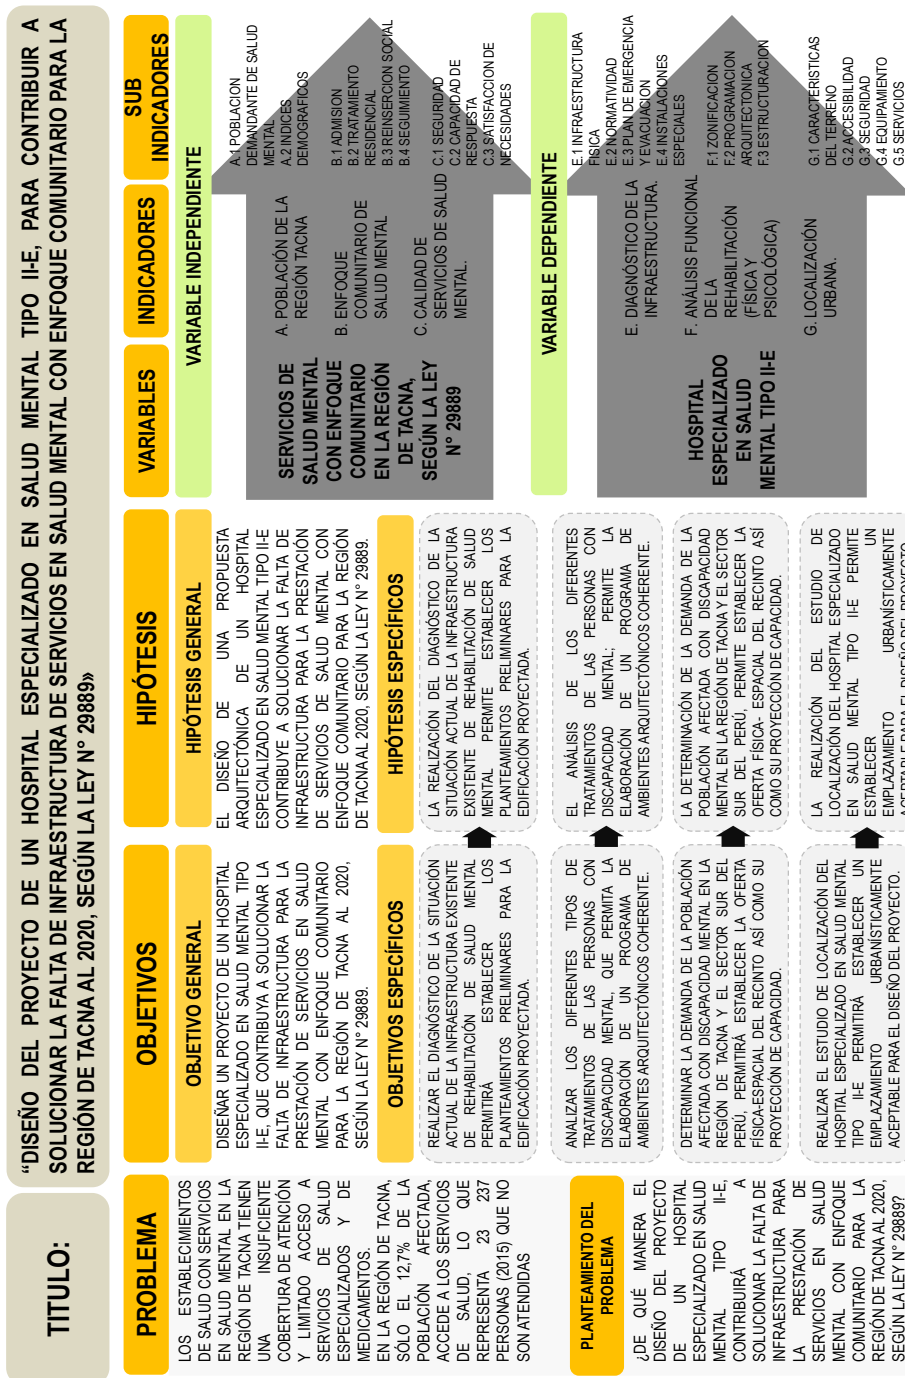 TITULO:
“DISEÑO DEL PROYECTO DE UN HOSPITAL ESPECIALIZADO EN SALUD MENTAL TIPO II-E, PARA CONTRIBUIR A
SOLUCIONAR LA FALTA DE INFRAESTRUCTURA DE SERVICIOS EN SALUD MENTAL CON ENFOQUE COMUNITARIO PARA LA
REGIÓN DE TACNA AL 2020, SEGÚN LA LEY N° 29889»
PROBLEMA
LOS ESTABLECIMIENTOS
DE SALUD CON SERVICIOS
EN SALUD MENTAL EN LA
REGIÓN DE TACNA TIENEN
UNA INSUFICIENTE
COBERTURA DE ATENCIÓN
Y LIMITADO ACCESO A
SERVICIOS DE SALUD
ESPECIALIZADOS Y DE
MEDICAMENTOS.
EN LA REGIÓN DE TACNA,
SÓLO EL 12,7% DE LA
POBLACIÓN AFECTADA,
ACCEDE A LOS SERVICIOS
DE SALUD, LO QUE
REPRESENTA 23 237
PERSONAS (2015) QUE NO
SON ATENDIDAS
PLANTEAMIENTO DEL
PROBLEMA
¿DE QUÉ MANERA EL
DISEÑO DEL PROYECTO
DE UN HOSPITAL
ESPECIALIZADO EN SALUD
MENTAL TIPO II-E,
CONTRIBUIRÁ A
SOLUCIONAR LA FALTA DE
INFRAESTRUCTURA PARA
LA PRESTACIÓN DE
SERVICIOS EN SALUD
MENTAL CON ENFOQUE
COMUNITARIO PARA LA
REGIÓN DE TACNA AL 2020,
SEGÚN LA LEY N° 29889?
OBJETIVOS
OBJETIVO GENERAL
DISEÑAR UN PROYECTO DE UN HOSPITAL
ESPECIALIZADO EN SALUD MENTAL TIPO
II-E, QUE CONTRIBUYA A SOLUCIONAR LA
FALTA DE INFRAESTRUCTURA PARA LA
PRESTACIÓN DE SERVICIOS EN SALUD
MENTAL CON ENFOQUE COMUNITARIO
PARA LA REGIÓN DE TACNA AL 2020,
SEGÚN LA LEY N° 29889.
OBJETIVOS ESPECÍFICOS
REALIZAR EL DIAGNÓSTICO DE LA SITUACIÓN
ACTUAL DE LA INFRAESTRUCTURA EXISTENTE
DE REHABILITACIÓN DE SALUD MENTAL
PERMITIRÁ ESTABLECER LOS
PLANTEAMIENTOS PRELIMINARES PARA LA
EDIFICACIÓN PROYECTADA.
ANALIZAR LOS DIFERENTES TIPOS DE
TRATAMIENTOS DE LAS PERSONAS CON
DISCAPACIDAD MENTAL, QUE PERMITA LA
ELABORACIÓN DE UN PROGRAMA DE
AMBIENTES ARQUITECTÓNICOS COHERENTE.
DETERMINAR LA DEMANDA DE LA POBLACIÓN
AFECTADA CON DISCAPACIDAD MENTAL EN LA
REGIÓN DE TACNA Y EL SECTOR SUR DEL
PERÚ, PERMITIRÁ ESTABLECER LA OFERTA
FÍSICA-ESPACIAL DEL RECINTO ASÍ COMO SU
PROYECCIÓN DE CAPACIDAD.
REALIZAR EL ESTUDIO DE LOCALIZACIÓN DEL
HOSPITAL ESPECIALIZADO EN SALUD MENTAL
TIPO II-E PERMITIRÁ ESTABLECER UN
EMPLAZAMIENTO URBANÍSTICAMENTE
ACEPTABLE PARA EL DISEÑO DEL PROYECTO.
HIPÓTESIS
HIPÓTESIS GENERAL
EL DISEÑO DE UNA PROPUESTA
ARQUITECTÓNICA DE UN HOSPITAL
ESPECIALIZADO EN SALUD MENTAL TIPO II-E
CONTRIBUYE A SOLUCIONAR LA FALTA DE
INFRAESTRUCTURA PARA LA PRESTACIÓN
DE SERVICIOS DE SALUD MENTAL CON
ENFOQUE COMUNITARIO PARA LA REGIÓN
DE TACNA AL 2020, SEGÚN LA LEY N° 29889.
HIPÓTESIS ESPECÍFICOS
LA REALIZACIÓN DEL DIAGNÓSTICO DE LA
SITUACIÓN ACTUAL DE LA INFRAESTRUCTURA
EXISTENTE DE REHABILITACIÓN DE SALUD
MENTAL PERMITE ESTABLECER LOS
PLANTEAMIENTOS PRELIMINARES PARA LA
EDIFICACIÓN PROYECTADA.
EL ANÁLISIS DE LOS DIFERENTES
TRATAMIENTOS DE LAS PERSONAS CON
DISCAPACIDAD MENTAL; PERMITE LA
ELABORACIÓN DE UN PROGRAMA DE
AMBIENTES ARQUITECTÓNICOS COHERENTE.
LA DETERMINACIÓN DE LA DEMANDA DE LA
POBLACIÓN AFECTADA CON DISCAPACIDAD
MENTAL EN LA REGIÓN DE TACNA Y EL SECTOR
SUR DEL PERÚ, PERMITE ESTABLECER LA
OFERTA FÍSICA- ESPACIAL DEL RECINTO ASÍ
COMO SU PROYECCIÓN DE CAPACIDAD.
LA REALIZACIÓN DEL ESTUDIO DE
LOCALIZACIÓN DEL HOSPITAL ESPECIALIZADO
EN SALUD MENTAL TIPO II-E PERMITE
ESTABLECER UN
EMPLAZAMIENTO URBANÍSTICAMENTE
ACEPTABLE PARA EL DISEÑO DEL PROYECTO.
VARIABLES
INDICADORES
SUB
INDICADORES
VARIABLE INDEPENDIENTE
SERVICIOS DE
SALUD MENTAL
CON ENFOQUE
COMUNITARIO
EN LA REGIÓN
DE TACNA,
SEGÚN LA LEY
N° 29889
A. POBLACIÓN DE LA
REGIÓN TACNA
B. ENFOQUE
COMUNITARIO DE
SALUD MENTAL
C. CALIDAD DE
SERVICIOS DE SALUD
MENTAL.
A.1 POBLACION
DEMANDANTE DE SALUD
MENTAL
A.2 INDICES
DEMOGRAFICOS
B.1 ADMISION
B.2 TRATAMIENTO
RESIDENCIAL
B.3 REINSERCION SOCIAL
B.4 SEGUIMIENTO
C.1 SEGURIDAD
C.2 CAPACIDAD DE
RESPUESTA
C.3 SATISFACCION DE
NECESIDADES
VARIABLE DEPENDIENTE
HOSPITAL
ESPECIALIZADO
EN SALUD
MENTAL TIPO II-E
E. DIAGNÓSTICO DE LA
INFRAESTRUCTURA.
F. ANÁLISIS FUNCIONAL
DE LA
REHABILITACIÓN
(FÍSICA Y
PSICOLÓGICA)
G. LOCALIZACIÓN
URBANA.
E.1 INFRAESTRUCTURA
FISICA
E.2 NORMATIVIDAD
E.3 PLAN DE EMERGENCIA
Y EVACUACION
E.4 INSTALACIONES
ESPECIALES
F.1 ZONIFICACION
F.2 PROGRAMACION
ARQUITECTONICA
F.3 ESTRUCTURACION
G.1 CARACTERISTICAS
DEL TERRENO
G.2 ACCESIBILIDAD
G.3 SEGURIDAD
G.4 EQUIPAMIENTO
G.5 SERVICIOS